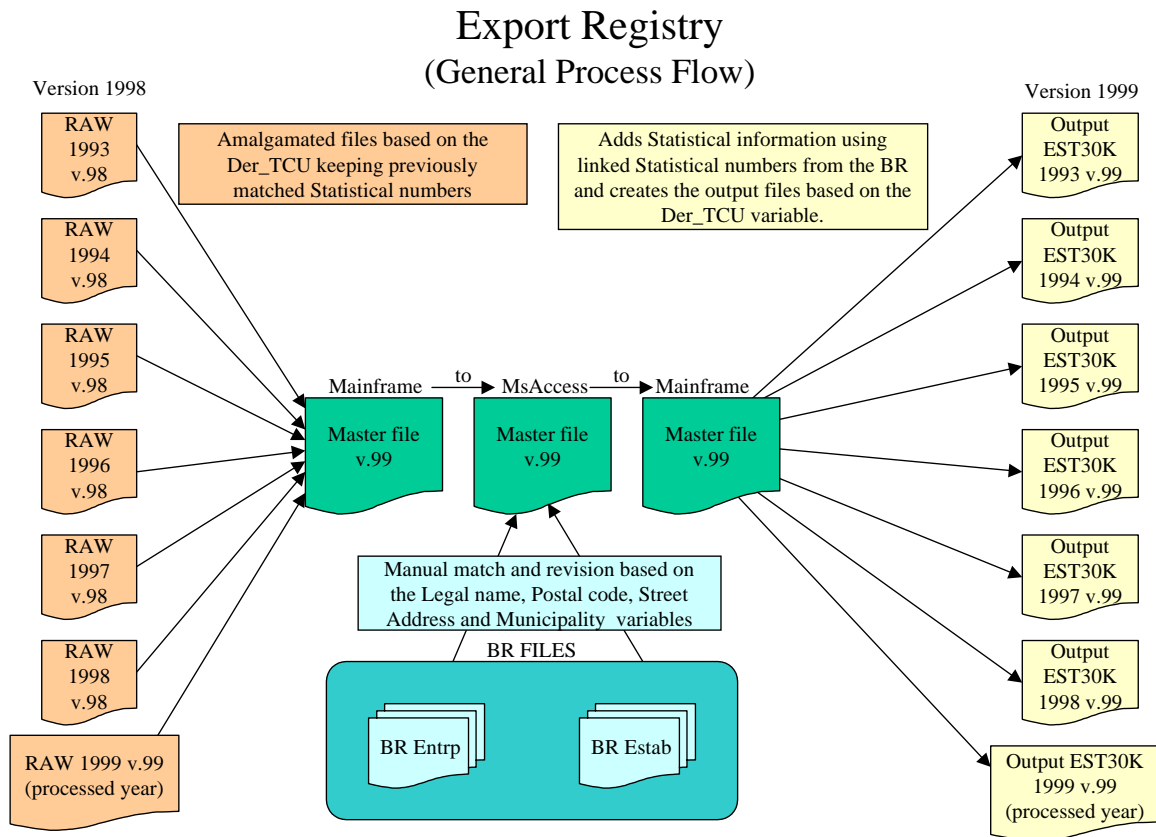 Export Registry
(General Process Flow)
Version 1998
Version 1999
RAW
1993
v.98
RAW
1994
v.98
RAW
1995
v.98
RAW
1996
v.98
RAW
1997
v.98
RAW
1998
v.98
RAW 1999 v.99
(processed year)
Amalgamated files based on the
Der_TCU keeping previously
matched Statistical numbers
Adds Statistical information using
linked Statistical numbers from the BR
and creates the output files based on the
Der_TCU variable.
Mainframe
to
MsAccess
to
Mainframe
Master file
v.99
Master file
v.99
Master file
v.99
Manual match and revision based on
the Legal name, Postal code, Street
Address and Municipality variables
BR FILES
BR Entrp
BR Estab
Output
EST30K
1993 v.99
Output
EST30K
1994 v.99
Output
EST30K
1995 v.99
Output
EST30K
1996 v.99
Output
EST30K
1997 v.99
Output
EST30K
1998 v.99
Output EST30K
1999 v.99
(processed year)